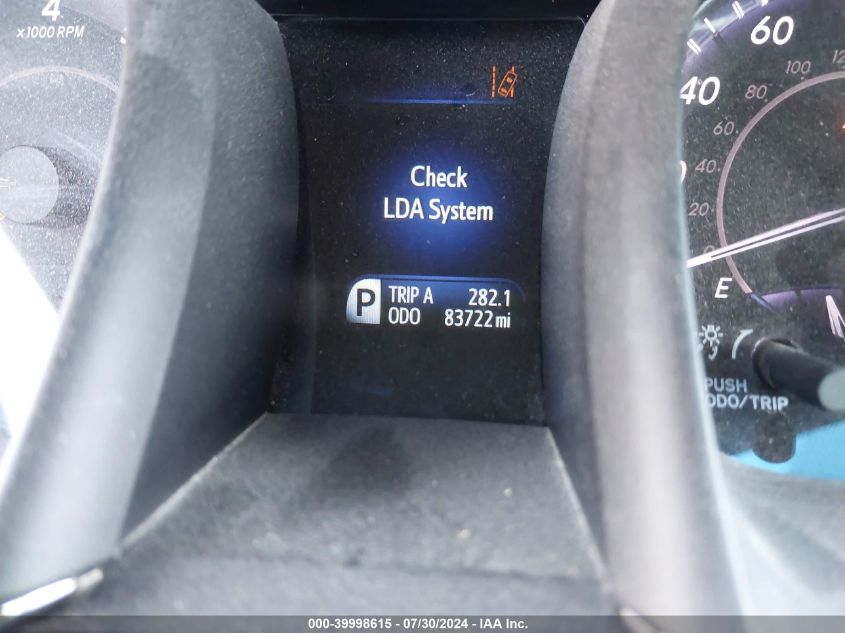 4
x1000 RPM
Check
LDA System
P
TRIP A 282.1
ODO 83722 mi
60
40
100
80
60
40
20
0
E
PUSH
ODO/TRIP
000-39998615 / 07/30/2024 - IAA Inc.